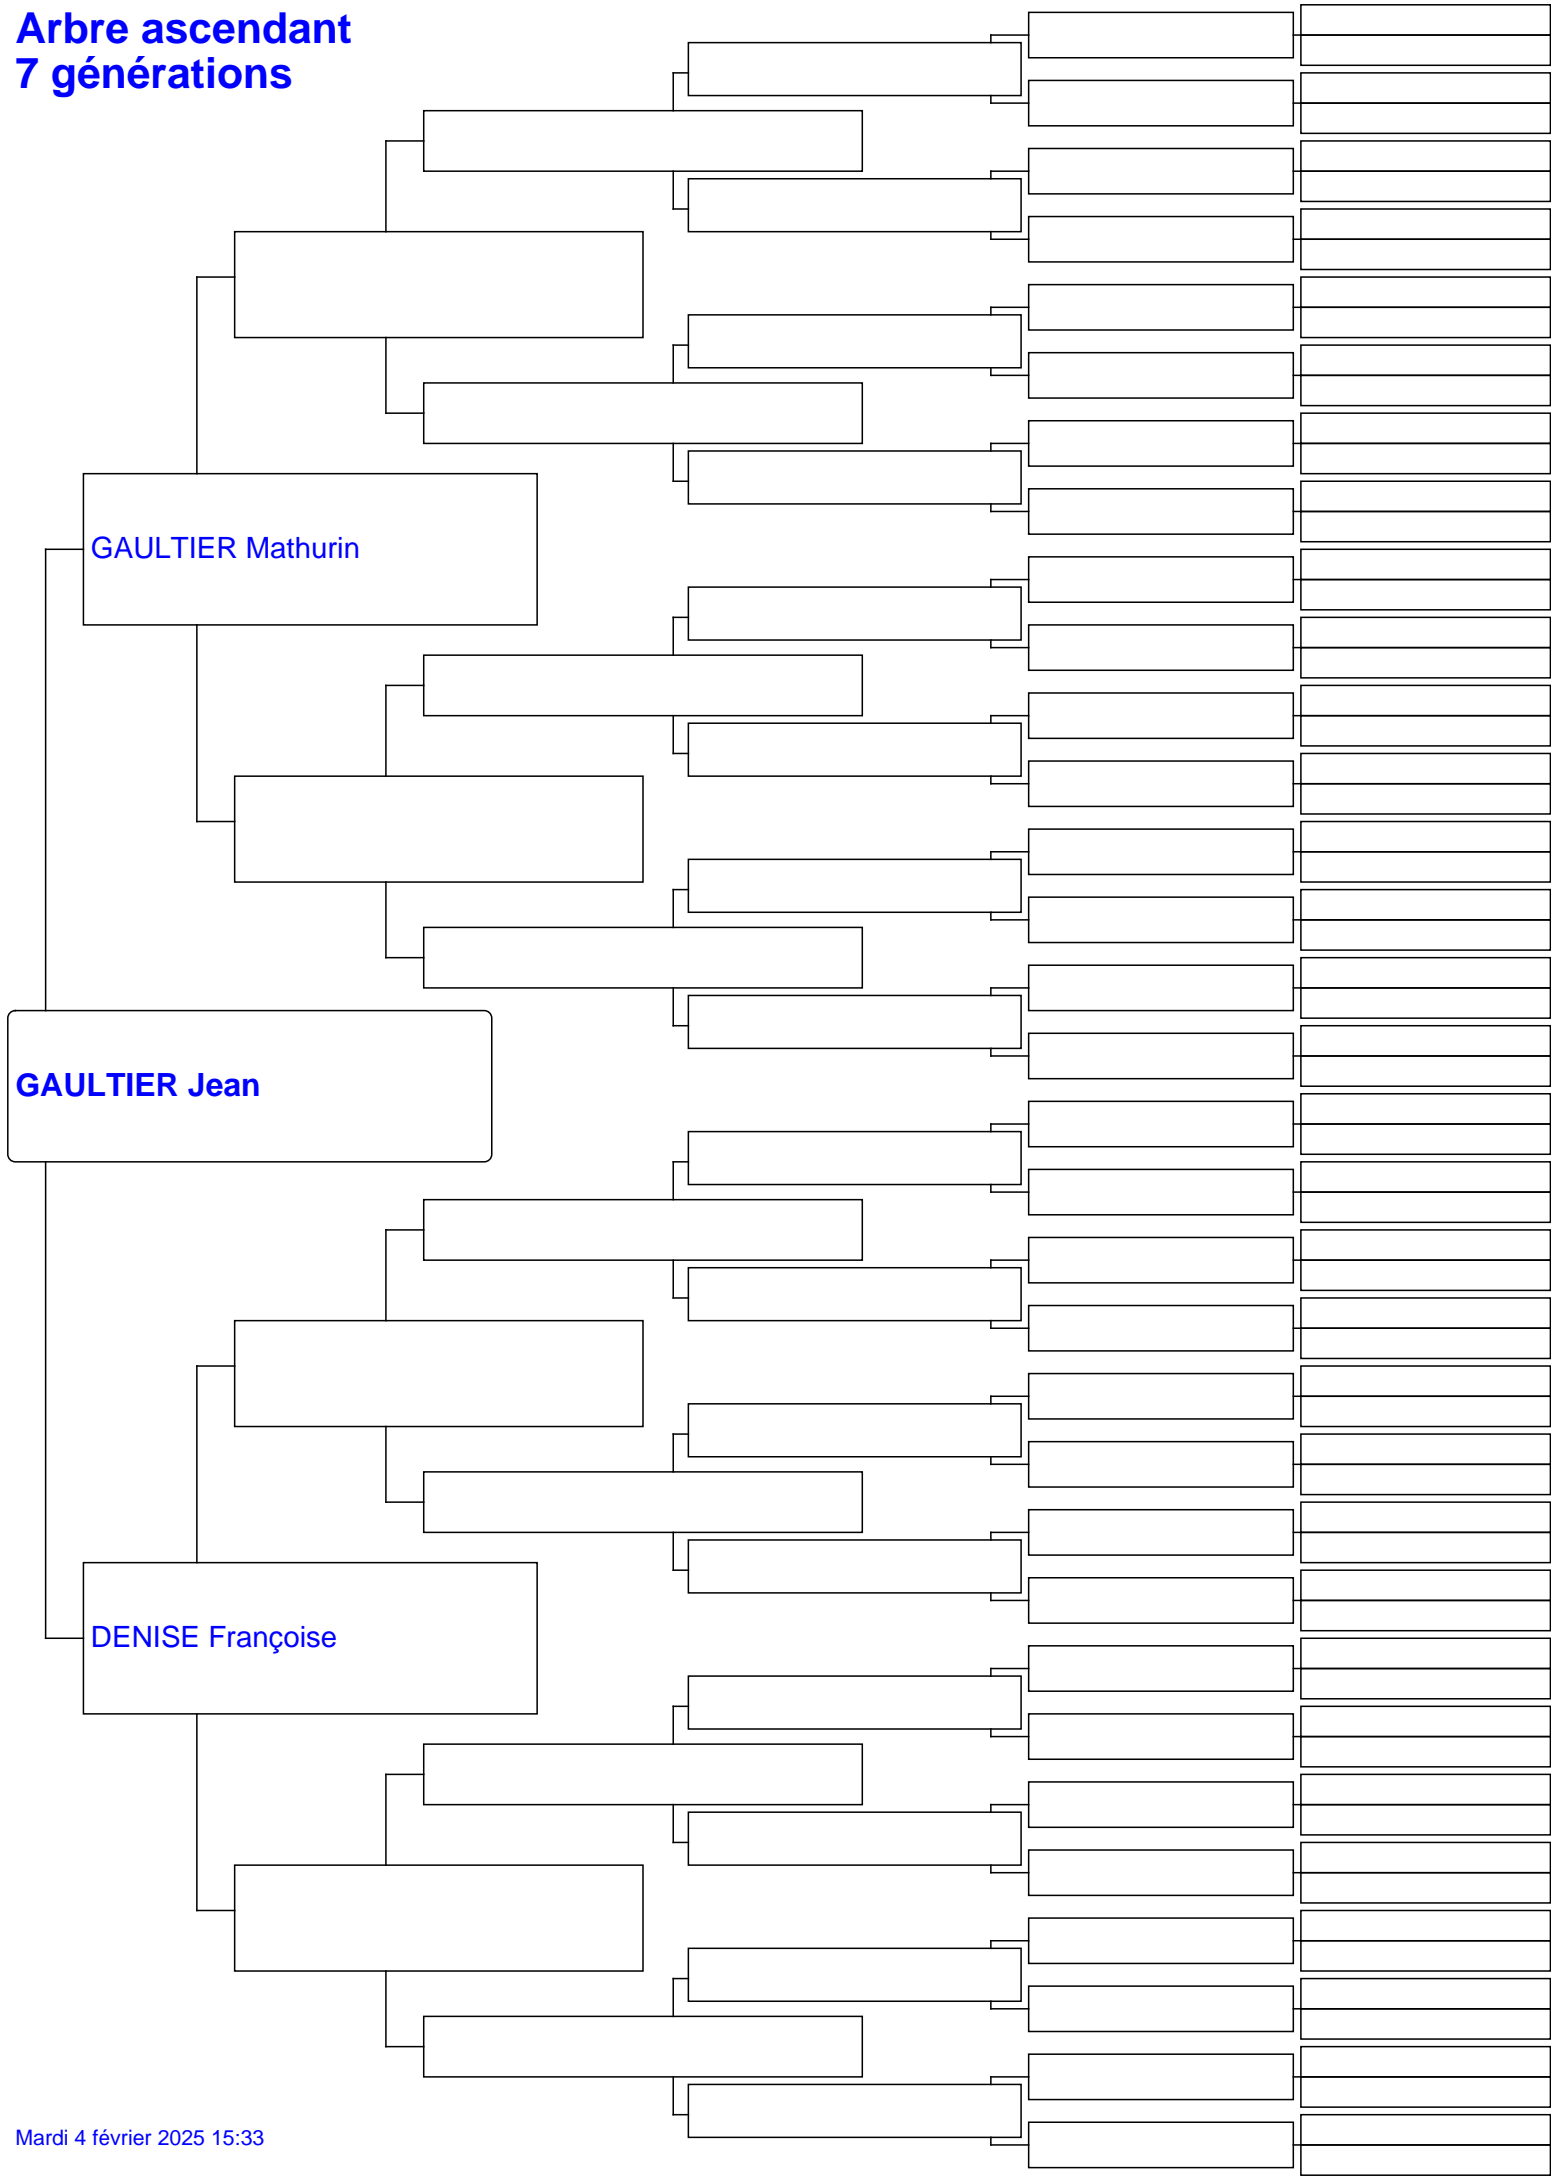 Arbre ascendant
7 générations
GAULTIER Mathurin
GAULTIER Jean
DENISE Françoise
Mardi 4 février 2025 15:33